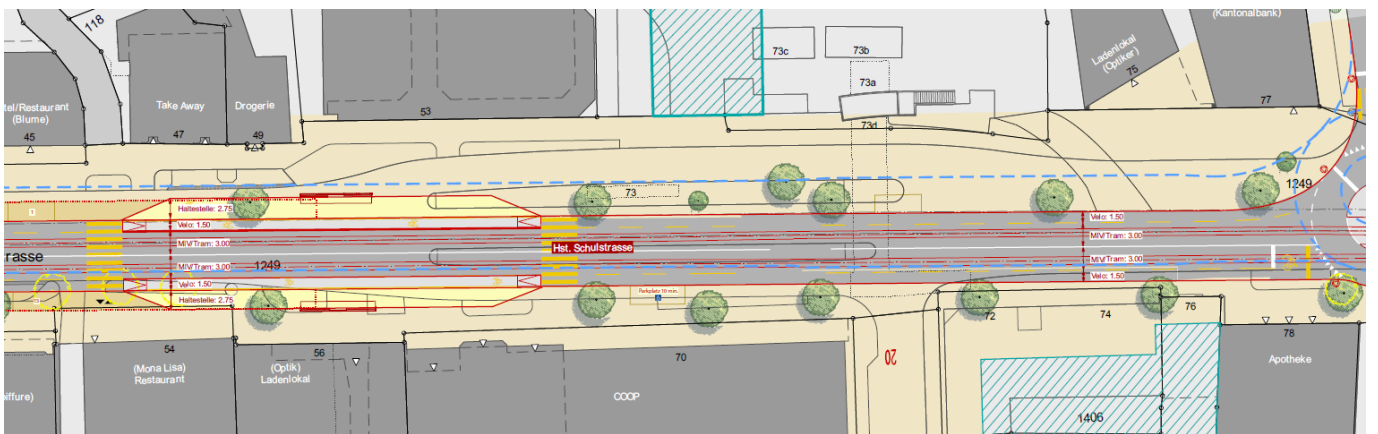 118
(Kantonalbank)
73c
73b
Ladenlokal
(Optiker)
75
73a
tel/Restaurant
(Blume)
45
Take Away
47
Drogerie
49
53
73d
77
73
1249
Haltestelle: 2.75
Velo: 1.50
MIV/Tram: 3.00
Velo: 1.50
MIV/Tram: 3.00
Hst. Schulstrasse
rasse
1249
MIV/Tram: 3.00
Velo: 1.50
Haltestelle: 2.75
MIV/Tram: 3.00
Velo: 1.50
Parkplatz 10 min.
72
74
76
78
54
(Mona Lisa)
Restaurant
56
(Optik)
Ladenlokal
70
COOP
20
Apotheke
iffure)
1406